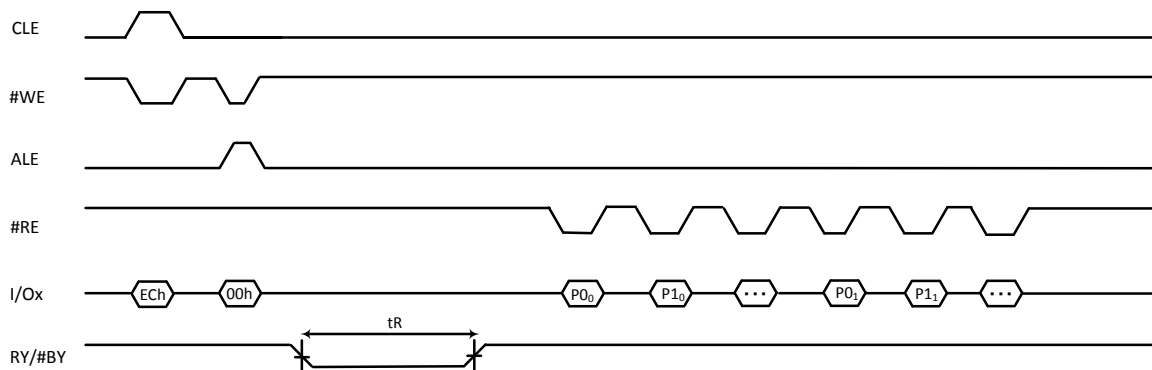 CLE
#WE
ALE
#RE
I/Ox ECh 00h P0₀ P1₀ ... P0₁ P1₁ ...
tR
RY/#BY